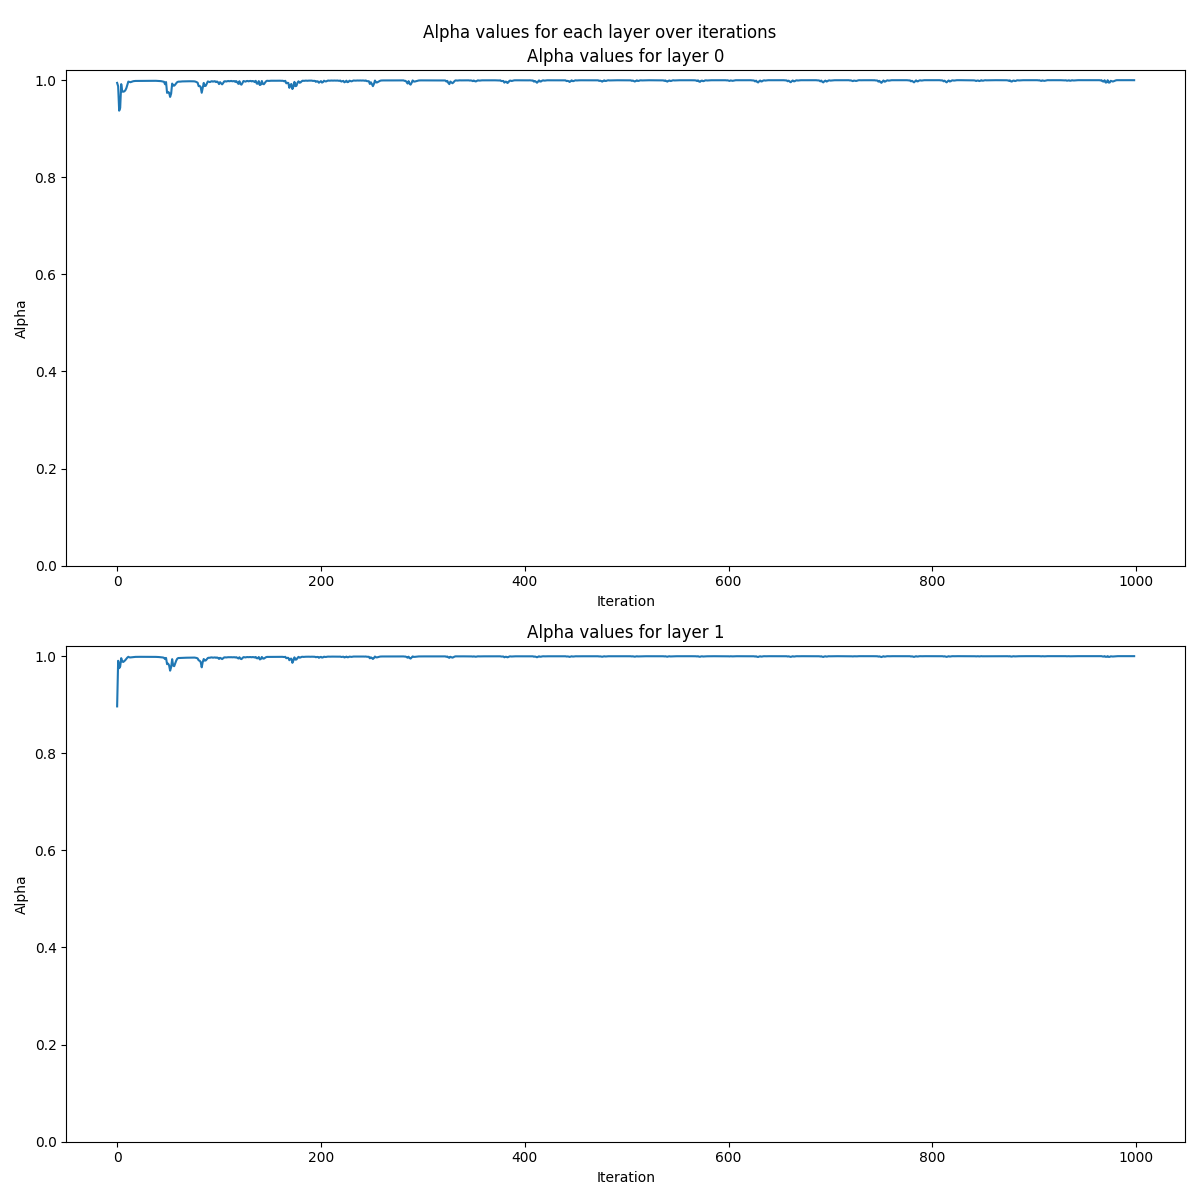 Alpha values for each layer over iterations
Alpha values for layer 0
1.0
0.8
0.6
0.4
0.2
0.0
Alpha
0 200 400 600 800 1000
Iteration
Alpha values for layer 1
1.0
0.8
0.6
0.4
0.2
0.0
Alpha
0 200 400 600 800 1000
Iteration